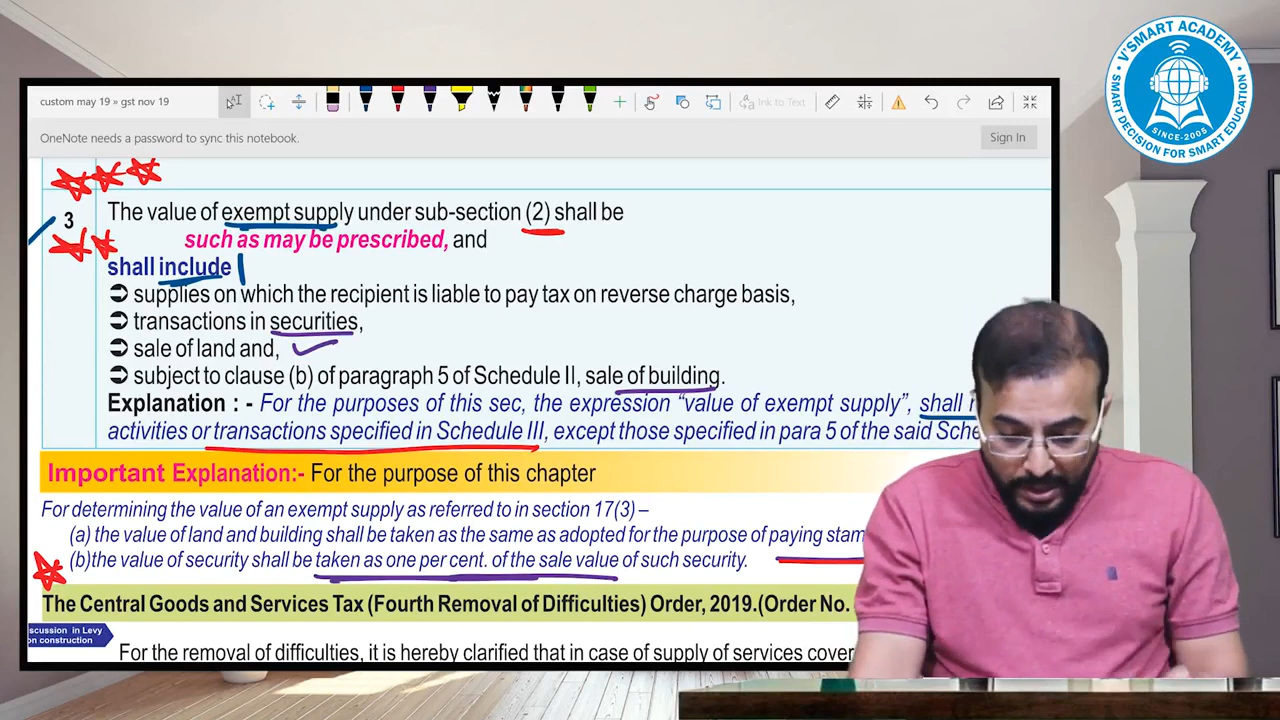 V'SMART ACADEMY
SMART DECISION FOR SMART EDUCATION
SINCE-2005
custom may 19 » gst nov 19
Ink to Text
OneNote needs a password to sync this notebook.
Sign In
3
The value of exempt supply under sub-section (2) shall be
such as may be prescribed, and
shall include
➲ supplies on which the recipient is liable to pay tax on reverse charge basis,
➲ transactions in securities,
➲ sale of land and,
➲ subject to clause (b) of paragraph 5 of Schedule II, sale of building.
Explanation : - For the purposes of this sec, the expression “value of exempt supply”, shall
activities or transactions specified in Schedule III, except those specified in para 5 of the said
Important Explanation:- For the purpose of this chapter
For determining the value of an exempt supply as referred to in section 17(3) –
(a) the value of land and building shall be taken as the same as adopted for the purpose of paying
(b)the value of security shall be taken as one per cent. of the sale value of such security.
The Central Goods and Services Tax (Fourth Removal of Difficulties) Order, 2019.(Order No.
scussion in Levy
on construction
For the removal of difficulties, it is hereby clarified that in case of supply of services